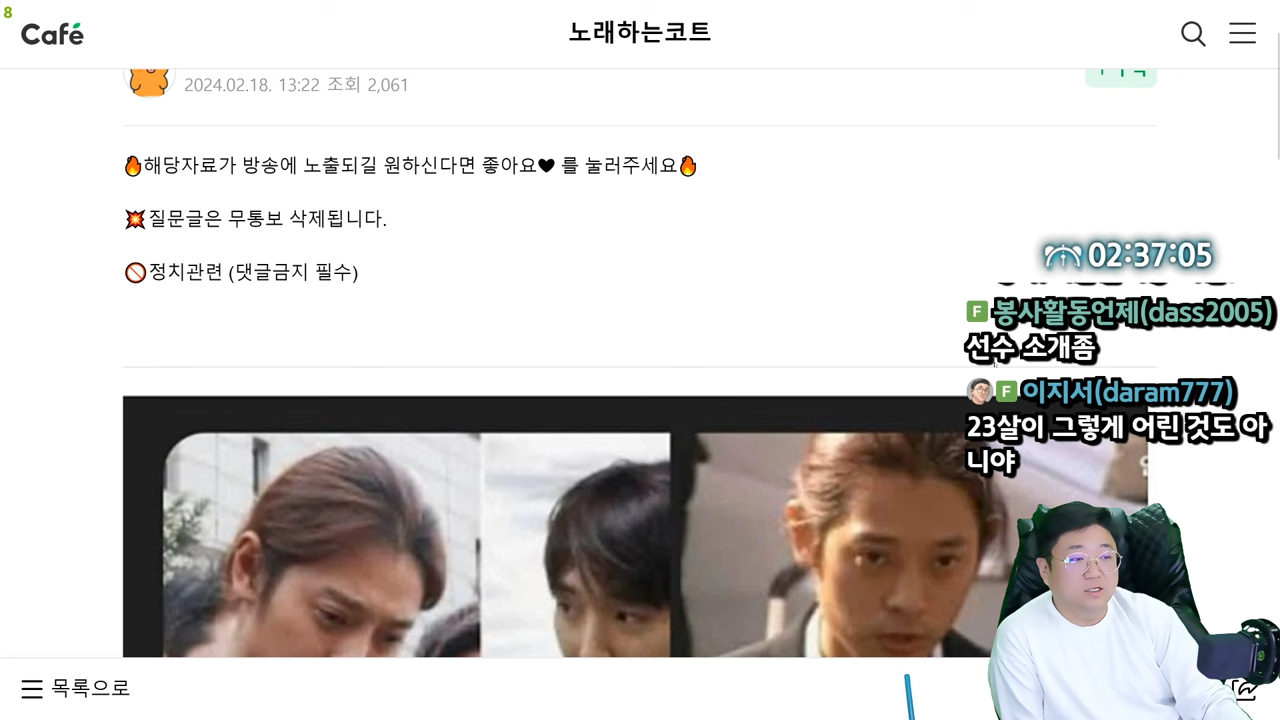 8
Café
노래하는코트
2024.02.18. 13:22 조회 2,061
🔥해당자료가 방송에 노출되길 원하신다면 좋아요🖤 를 눌러주세요🔥
💥질문글은 무통보 삭제됩니다.
🚫정치관련 (댓글금지 필수)
02:37:05
F 봉사활동언제(dass2005)
선수 소개좀
F 이지서(daram777)
23살이 그렇게 어린 것도 아
니야
목록으로